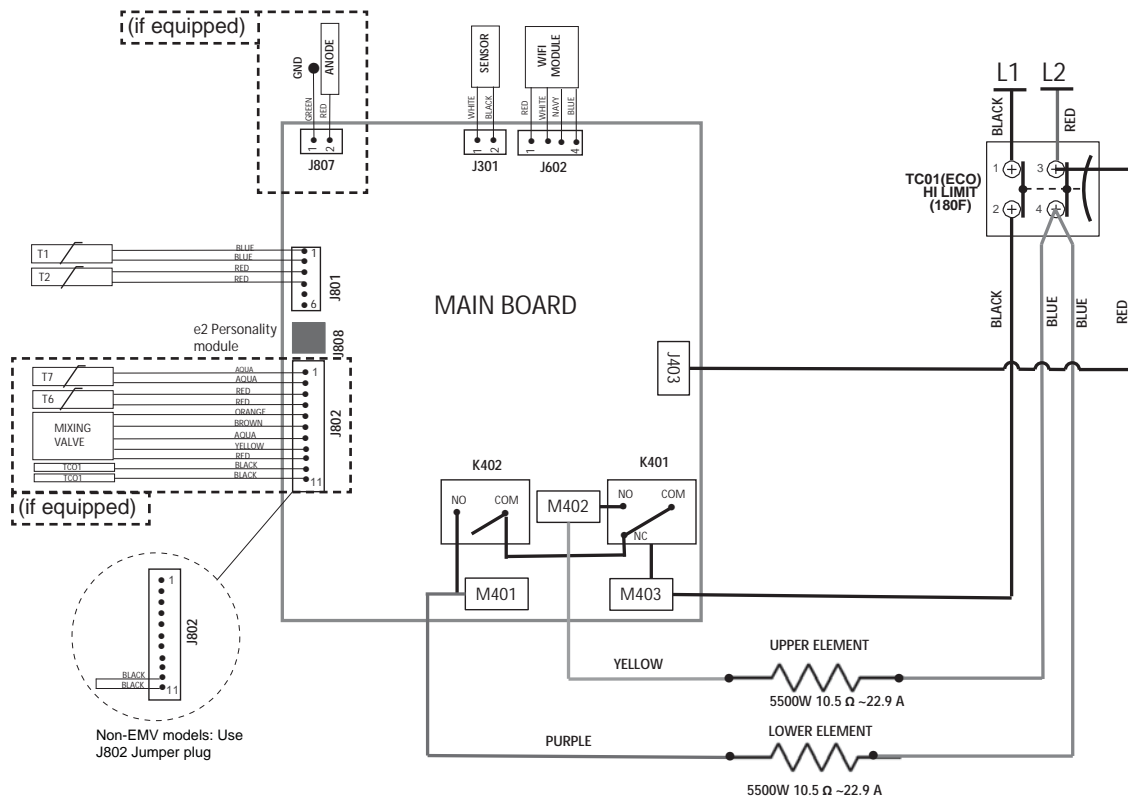 (if equipped)
GND
ANODE
GREEN
RED
1
2
J807
SENSOR
WHITE
BLACK
1
2
J301
WIFI
MODULE
RED
WHITE
NAVY
BLUE
1
4
J602
L1
L2
BLACK
RED
TC01(ECO)
HI LIMIT
(180F)
1
3
2
4
BLACK
BLUE
BLUE
RED
T1
T2
BLUE
BLUE
RED
RED
1
6
J801
MAIN BOARD
e2 Personality
module
J808
J403
T7
T6
MIXING
VALVE
TCO1
TCO1
AQUA
AQUA
RED
RED
ORANGE
BROWN
AQUA
YELLOW
RED
BLACK
BLACK
1
11
J802
(if equipped)
K402
NO
COM
M402
K401
NO
COM
NC
M401
M403
1
J802
BLACK
BLACK
11
Non-EMV models: Use
J802 Jumper plug
YELLOW
UPPER ELEMENT
5500W 10.5 Ω ~22.9 A
PURPLE
LOWER ELEMENT
5500W 10.5 Ω ~22.9 A